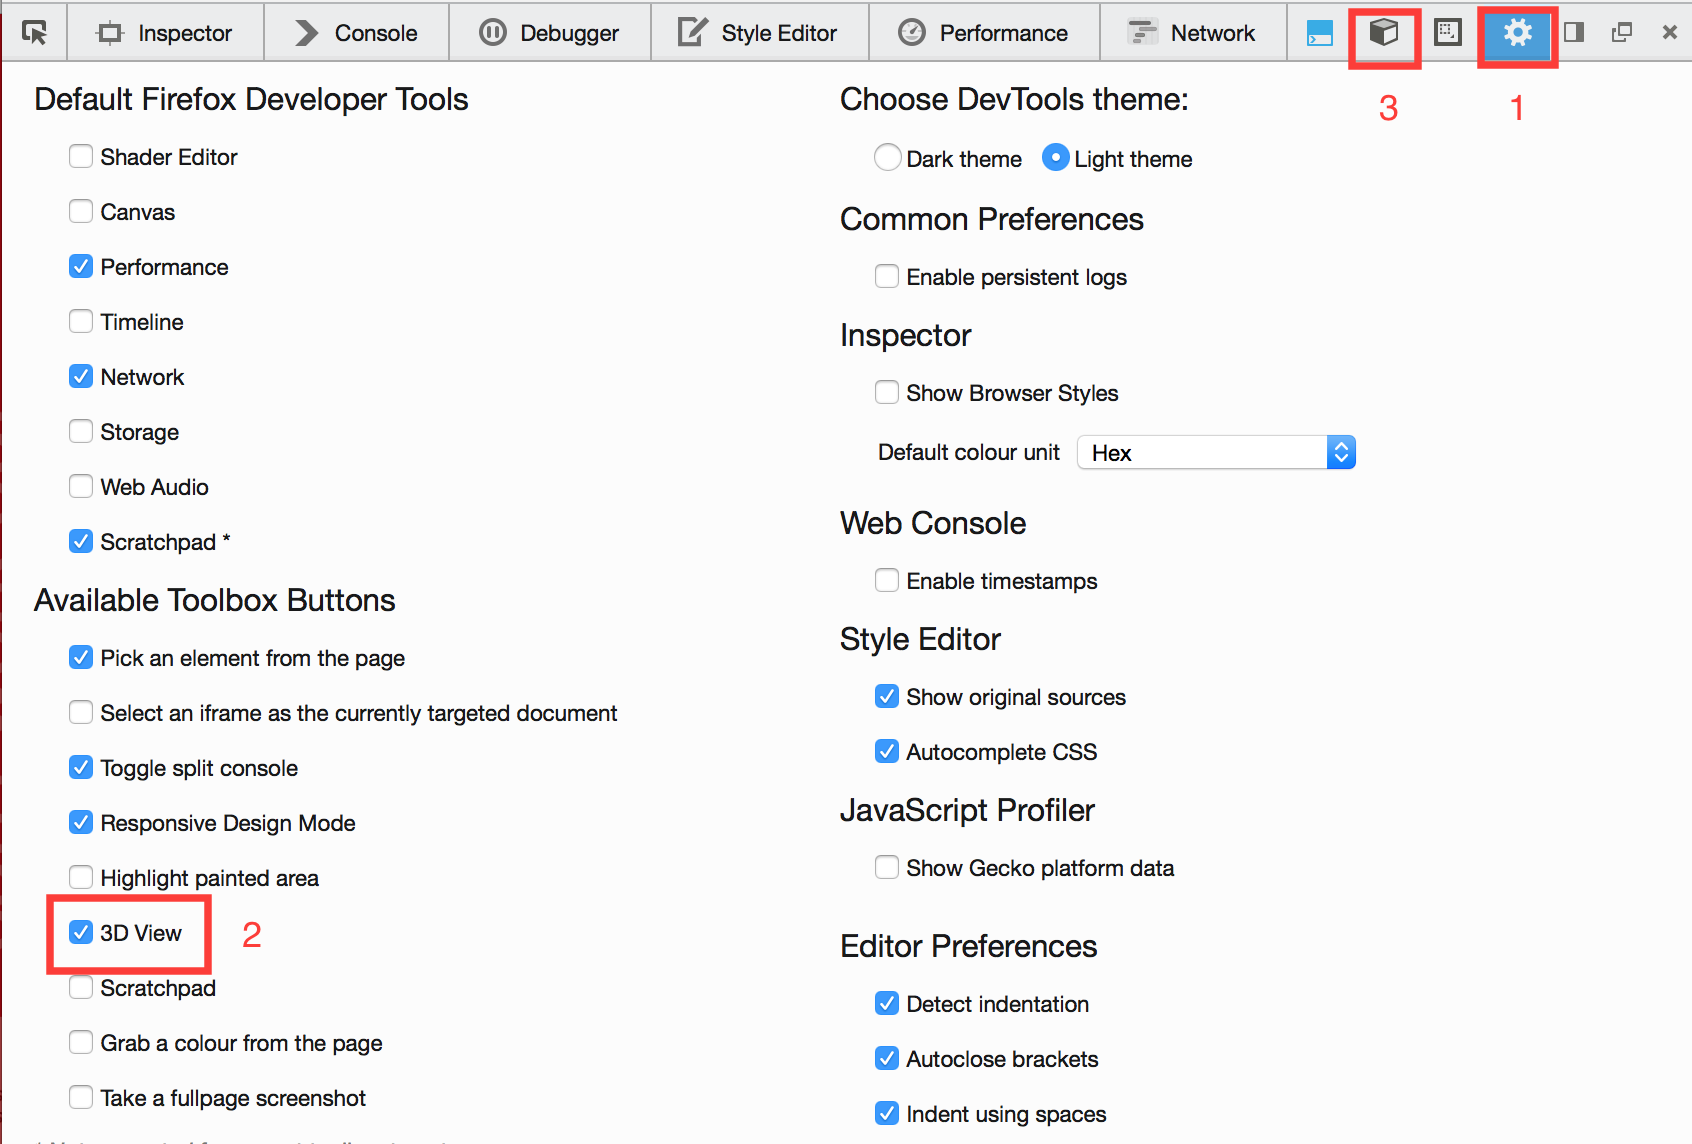 Inspector
Console
Debugger
Style Editor
Performance
Network
3
1
Default Firefox Developer Tools
Shader Editor
Canvas
Performance
Timeline
Network
Storage
Web Audio
Scratchpad *
Available Toolbox Buttons
Pick an element from the page
Select an iframe as the currently targeted document
Toggle split console
Responsive Design Mode
Highlight painted area
3D View
2
Scratchpad
Grab a colour from the page
Take a fullpage screenshot
Choose DevTools theme:
Dark theme
Light theme
Common Preferences
Enable persistent logs
Inspector
Show Browser Styles
Default colour unit
Hex
Web Console
Enable timestamps
Style Editor
Show original sources
Autocomplete CSS
JavaScript Profiler
Show Gecko platform data
Editor Preferences
Detect indentation
Autoclose brackets
Indent using spaces